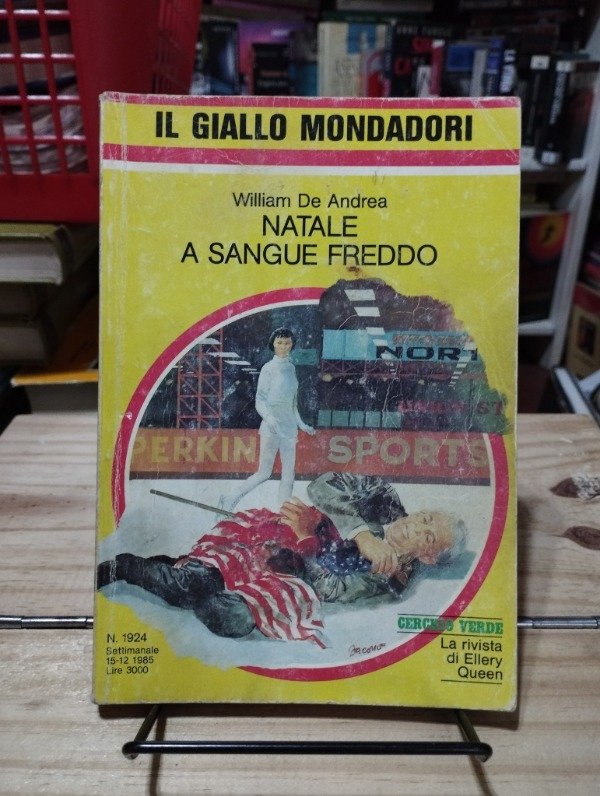 IL GIALLO MONDADORI
William De Andrea
NATALE
A SANGUE FREDDO
NORT
PERKIN SPORTS
N. 1924
Settimanale
15-12 1985
Lire 3000
CERCHIO VERDE
La rivista
di Ellery
Queen
Jacono